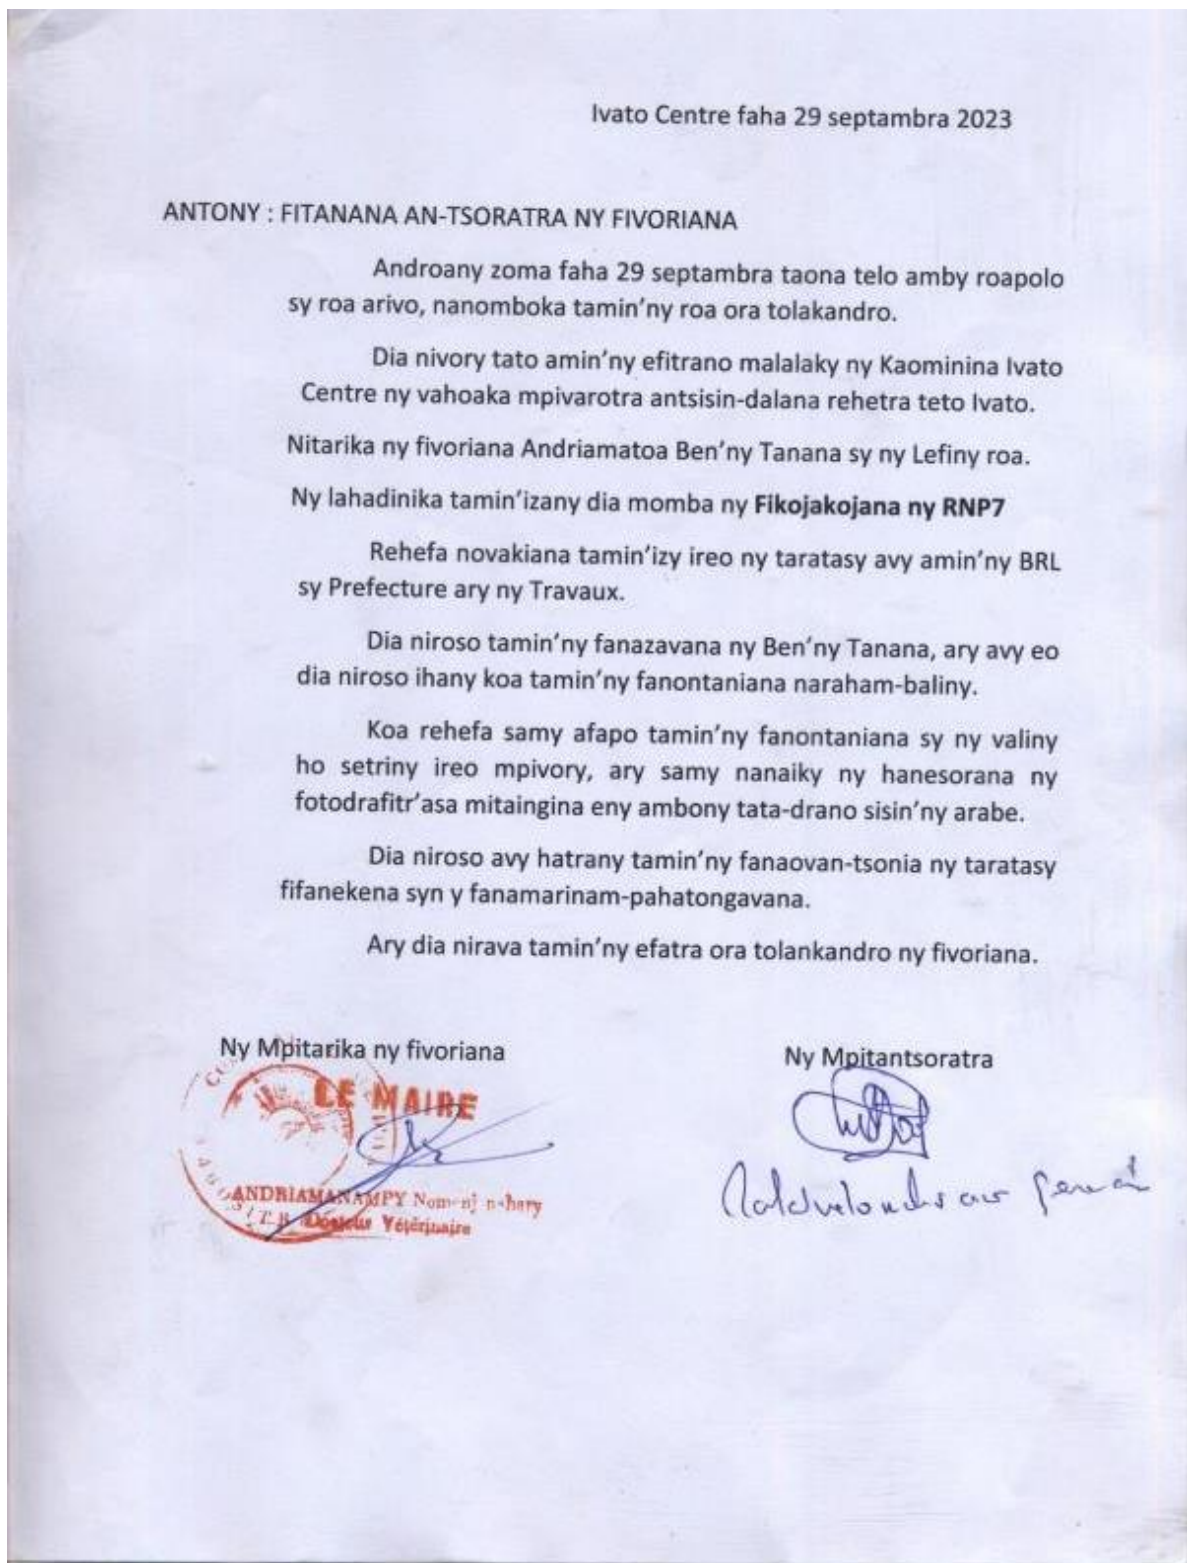 Ivato Centre faha 29 septambra 2023
ANTONY : FITANANA AN-TSORATRA NY FIVORIANA
Androany zoma faha 29 septambra taona telo amby roapolo
sy roa arivo, nanomboka tamin'ny roa ora tolakandro.
Dia nivory tato amin'ny efitrano malalaky ny Kaominina Ivato
Centre ny vahoaka mpivarotra antsisin-dalana rehetra teto Ivato.
Nitarika ny fivoriana Andriamatoa Ben'ny Tanana sy ny Lefiny roa.
Ny lahadinika tamin'izany dia momba ny Fikojakojana ny RNP7
Rehefa novakiana tamin'izy ireo ny taratasy avy amin'ny BRL
sy Prefecture ary ny Travaux.
Dia niroso tamin'ny fanazavana ny Ben'ny Tanana, ary avy eo
dia niroso ihany koa tamin'ny fanontaniana naraham-baliny.
Koa rehefa samy afapo tamin'ny fanontaniana sy ny valiny
ho setriny ireo mpivory, ary samy nanaiky ny hanesorana ny
fotodrafitr'asa mitaingina eny ambony tata-drano sisin'ny arabe.
Dia niroso avy hatrany tamin'ny fanaovan-tsonia ny taratasy
fifanekena syn y fanamarinam-pahatongavana.
Ary dia nirava tamin'ny efatra ora tolankandro ny fivoriana.
Ny Mpitarika ny fivoriana
Ny Mpitantsoratra
LE MAIRE
ANDRIAMANAMPY
Docteur Vétérinaire